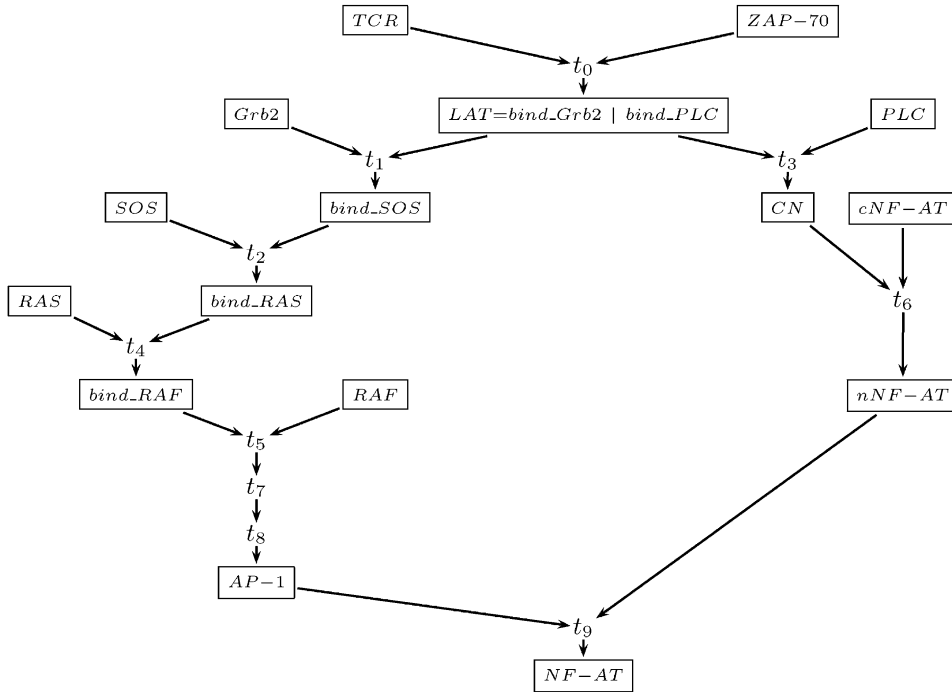 TCR
ZAP−70
t0
LAT=bind_Grb2 | bind_PLC
Grb2
PLC
t1
t3
SOS
bind_SOS
CN
cNF−AT
t2
RAS
bind_RAS
t6
t4
bind_RAF
RAF
nNF−AT
t5
t7
t8
AP−1
t9
NF−AT